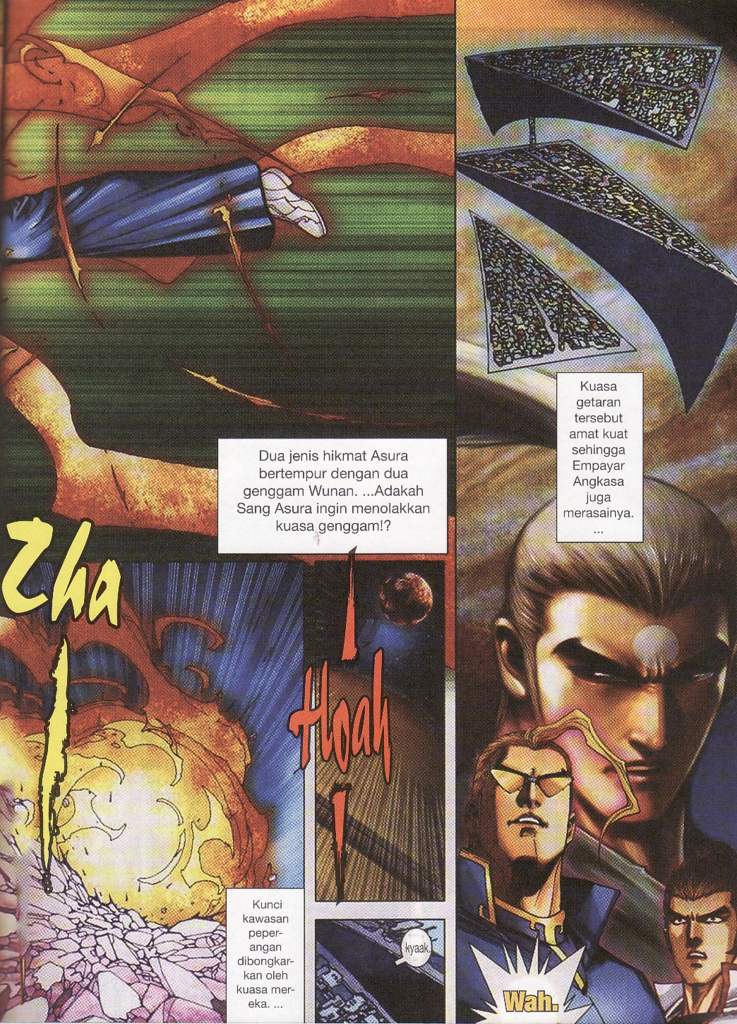 Dua jenis hikmat Asura
bertempur dengan dua
genggam Wunan. ...Adakah
Sang Asura ingin menolakkan
kuasa genggam!?
Zha
!
Hoah
!
Kunci
kawasan
peper-
angan
dibongkar-
kan oleh
kuasa mer-
eka. ...
kyaak.
Kuasa
getaran
tersebut
amat kuat
sehingga
Empayar
Angkasa
juga
merasainya.
...
Wah.